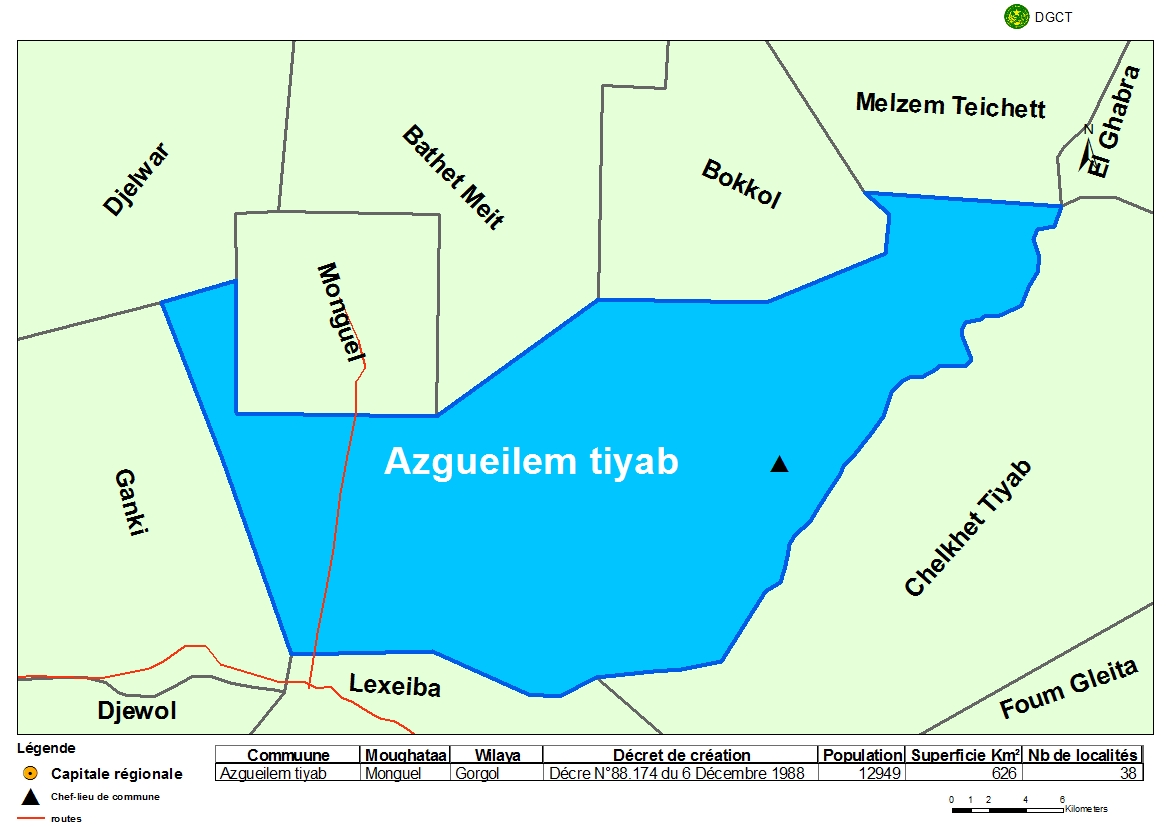 DGCT
Melzem Teichett
El Ghabra
N
Djelwar
Bathet Meit
Bokkol
Monguel
Azgueilem tiyab
Ganki
Chelkhet Tiyab
Lexeiba
Djewol
Foum Gleita
Légende
Capitale régionale
Chef-lieu de commune
routes
Commuune Moughataa Wilaya Décret de création Population Superficie Km² Nb de localités
Azgueilem tiyab Monguel Gorgol Décre N°88.174 du 6 Décembre 1988 12949 626 38
0 1 2 4 6
Kilometers